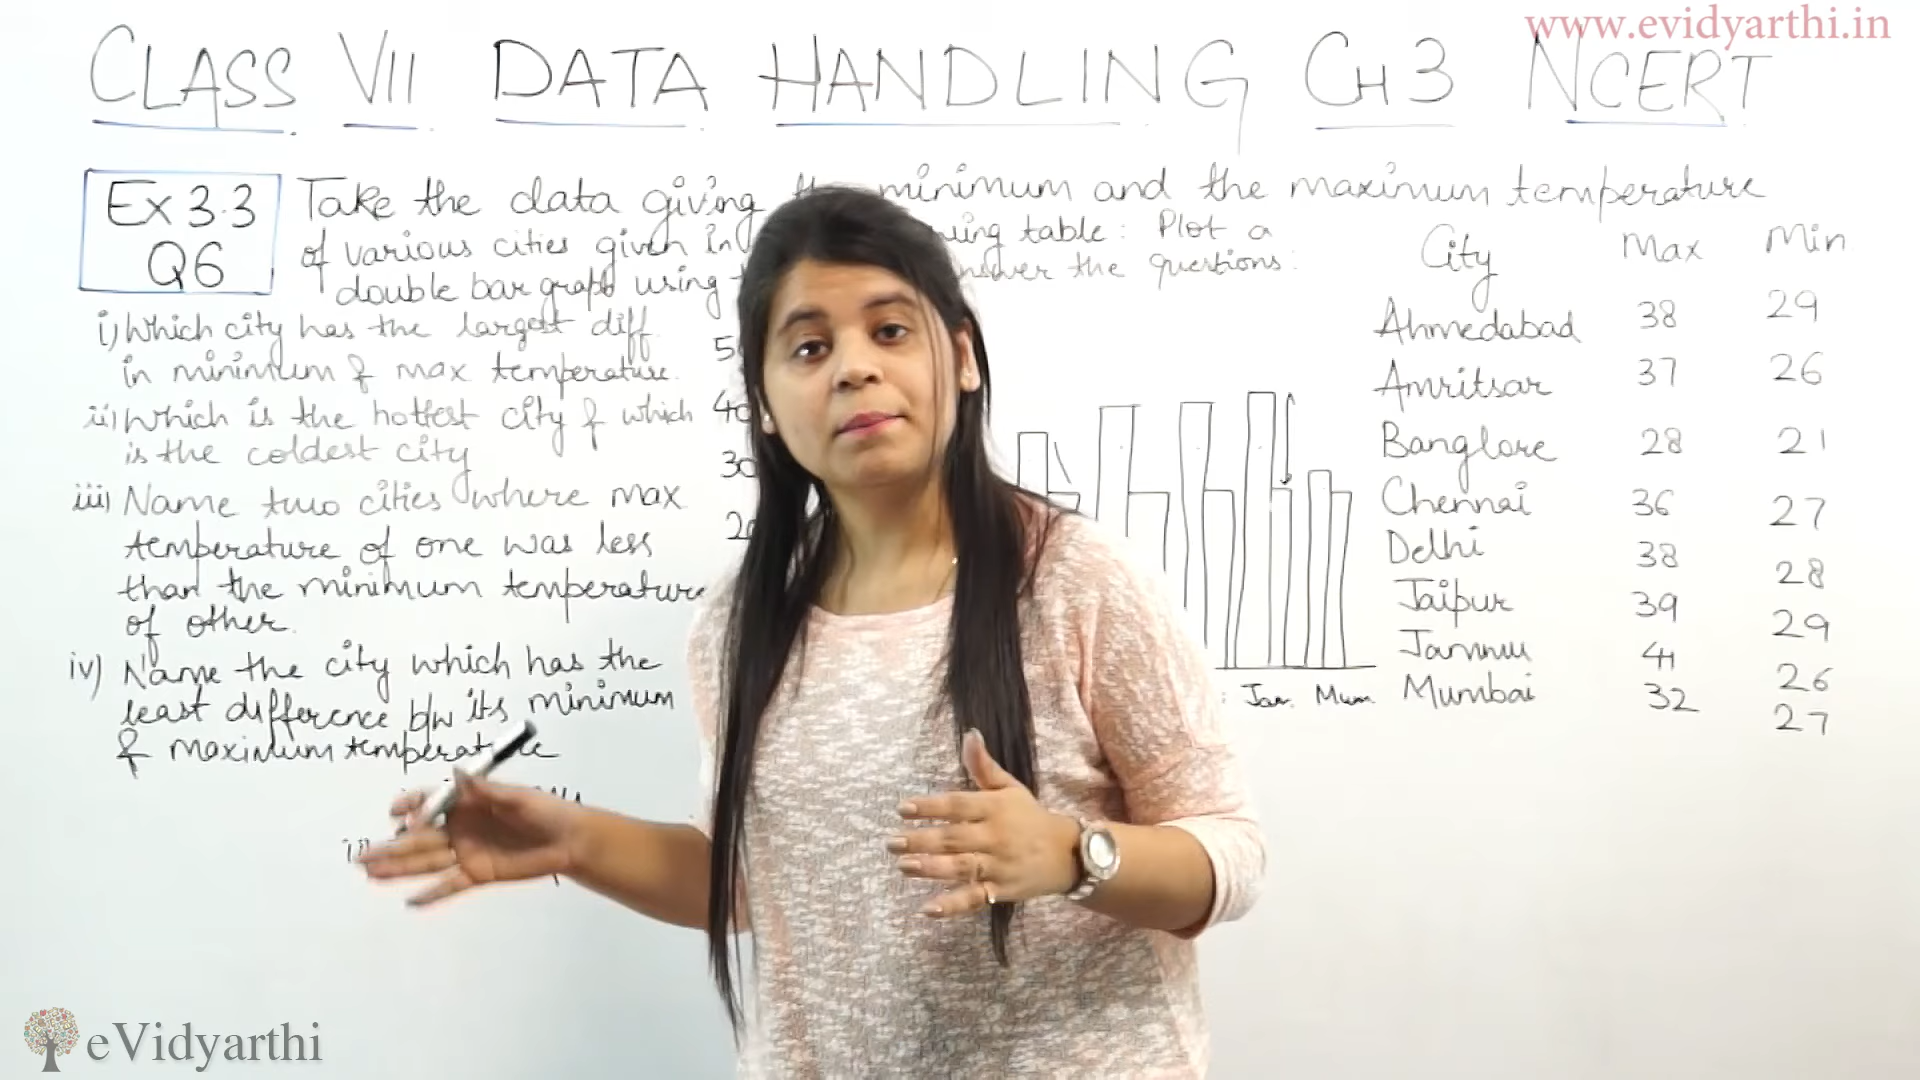 www.evidyarthi.in
CLASS VII DATA HANDLING CH 3 NCERT
Ex 3.3
Q6
Take the data giving minimum and the maximum temperature
of various cities given in table: Plot a
double bar graph using the questions:
i) Which city has the largest diff
in minimum & max temperature.
ii) Which is the hottest city & which
is the coldest city
iii) Name two cities where max
temperature of one was less
than the minimum temperature
of other.
iv) Name the city which has the
least difference b/w its minimum
& maximum temperature
40
30
Jam. Mum
City Max Min
Ahmedabad 38 29
Amritsar 37 26
Banglore 28 21
Chennai 36 27
Delhi 38 28
Jaipur 39 29
Jammu 41 26
Mumbai 32 27
eVidyarthi